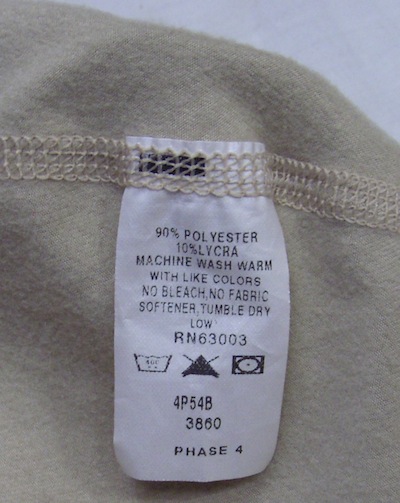 90% POLYESTER
10% LYCRA
MACHINE WASH WARM
WITH LIKE COLORS
NO BLEACH, NO FABRIC
SOFTENER, TUMBLE DRY
LOW
RN63003
4P54B
3860
PHASE 4